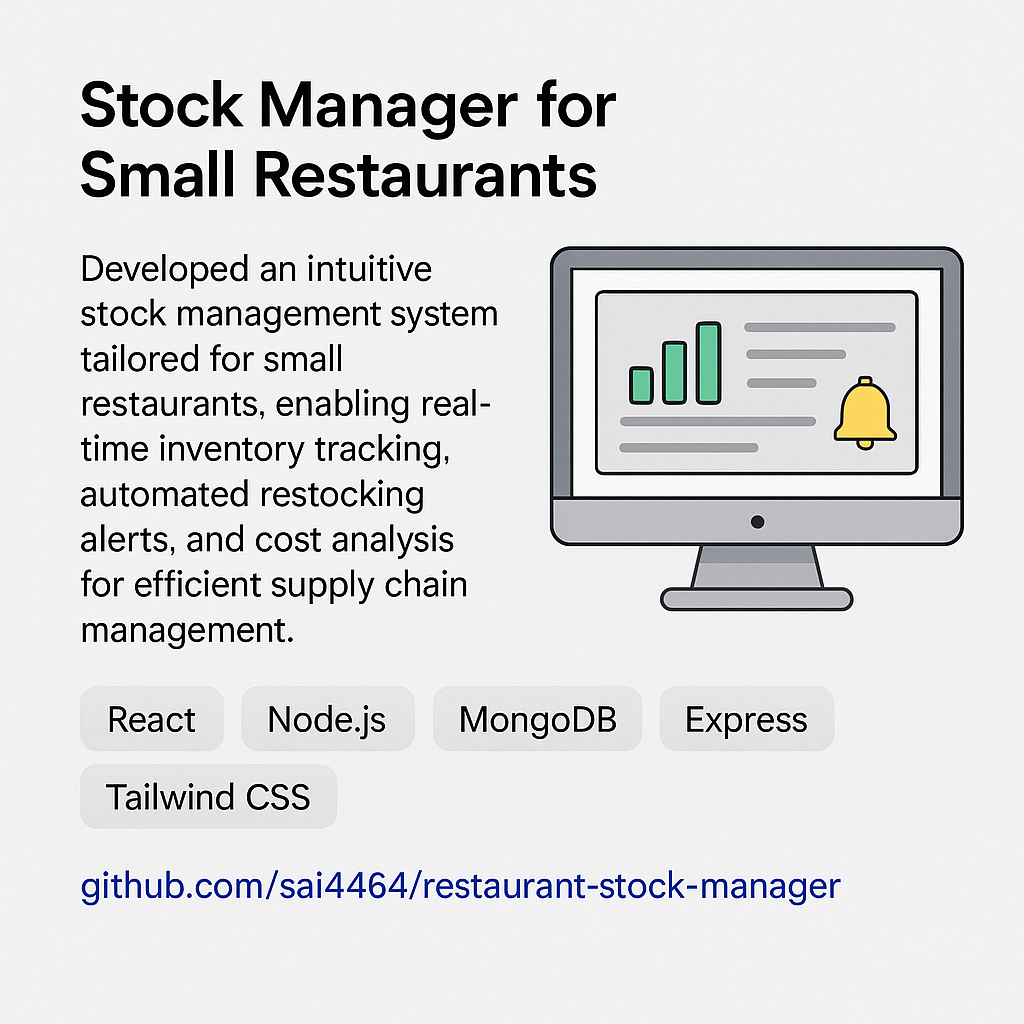 Stock Manager for
Small Restaurants
Developed an intuitive
stock management system
tailored for small
restaurants, enabling real-
time inventory tracking,
automated restocking
alerts, and cost analysis
for efficient supply chain
management.
React Node.js MongoDB Express
Tailwind CSS
github.com/sai4464/restaurant-stock-manager